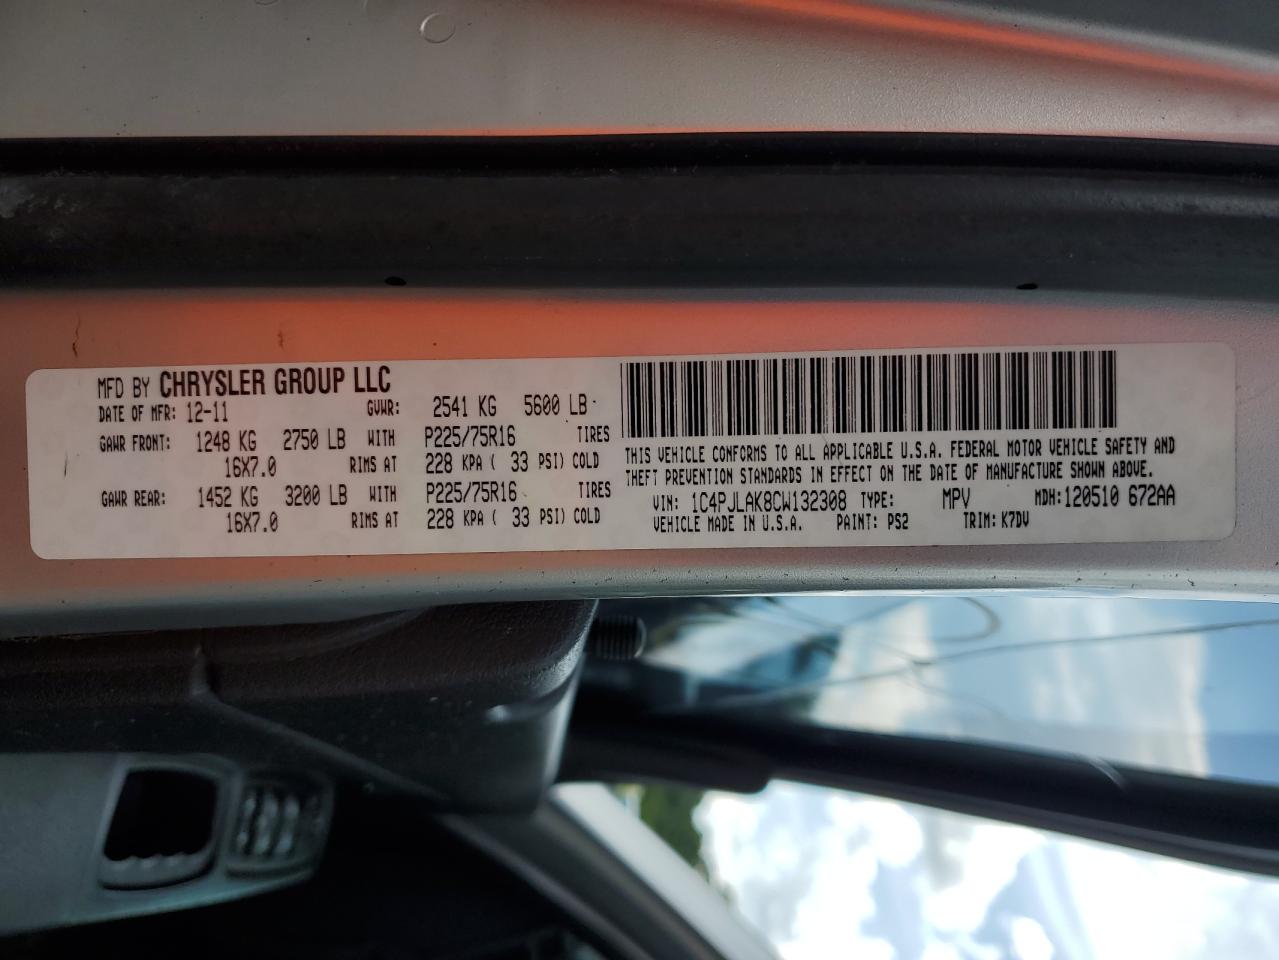 MFD BY CHRYSLER GROUP LLC
DATE OF MFR: 12-11 GVWR: 2541 KG 5600 LB
GAWR FRONT: 1248 KG 2750 LB WITH P225/75R16 TIRES
16X7.0 RIMS AT 228 KPA ( 33 PSI) COLD
GAWR REAR: 1452 KG 3200 LB WITH P225/75R16 TIRES
16X7.0 RIMS AT 228 KPA ( 33 PSI) COLD
THIS VEHICLE CONFORMS TO ALL APPLICABLE U.S.A. FEDERAL MOTOR VEHICLE SAFETY AND
THEFT PREVENTION STANDARDS IN EFFECT ON THE DATE OF MANUFACTURE SHOWN ABOVE.
VIN: 1C4PJLAK8CW132308 TYPE: MPV MDH:120510 672AA
VEHICLE MADE IN U.S.A. PAINT: PS2 TRIM: K7DV